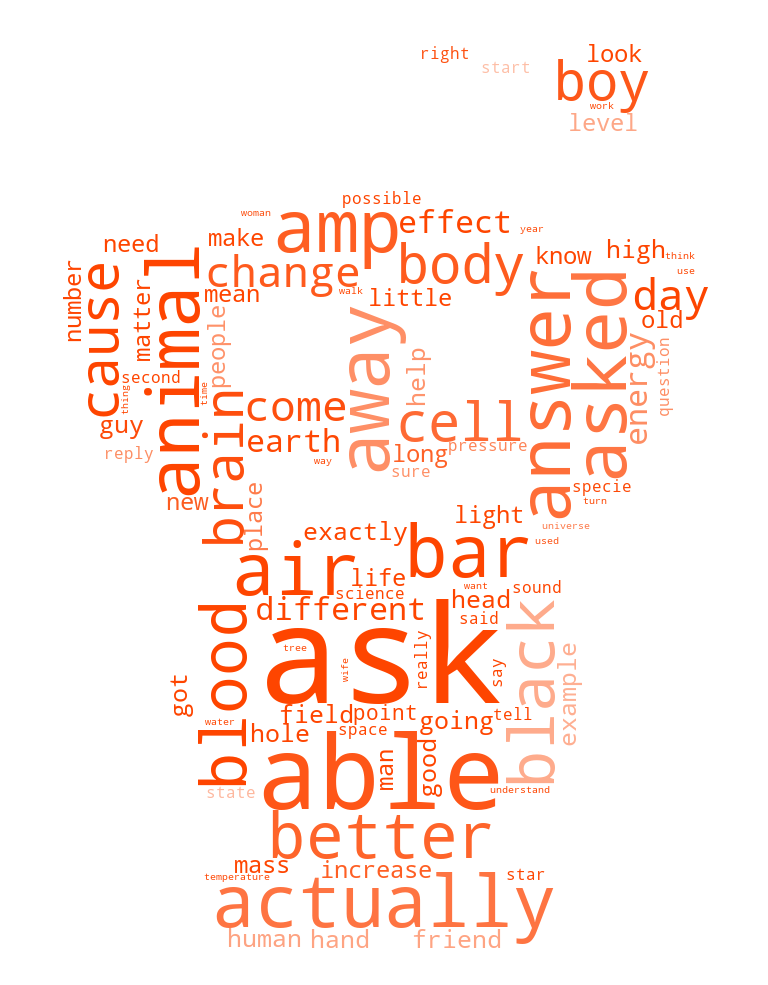 right
look
start
boy
work
level
possible
woman
amp
effect
year
need
make
know
high
think
number
cause
animal
change
body
use
matter
mean
walk
little
answer
asked
day
old
people
away
help
energy
question
second
time
thing
come
cell
guy
brain
earth
long
pressure
reply
way
sure
new
place
specie
turn
light
exactly
universe
air
bar
used
life
want
science
sound
different
head
blood
ask
said
black
tree
wife
really
say
example
got
water
field
point
going
tell
hole
space
man
good
able
state
understand
better
mass
increase
temperature
star
actually
human
hand
friend